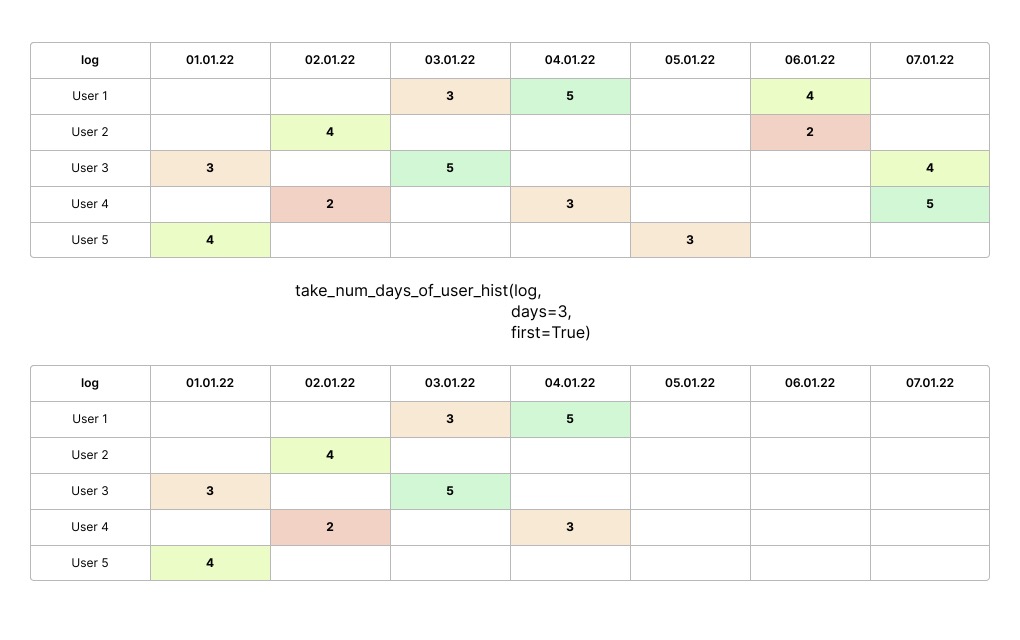 log 01.01.22 02.01.22 03.01.22 04.01.22 05.01.22 06.01.22 07.01.22
User 1 3 5 4
User 2 4 2
User 3 3 5 4
User 4 2 3 5
User 5 4 3
take_num_days_of_user_hist(log,
days=3,
first=True)
log 01.01.22 02.01.22 03.01.22 04.01.22 05.01.22 06.01.22 07.01.22
User 1 3 5
User 2 4
User 3 3 5
User 4 2 3
User 5 4